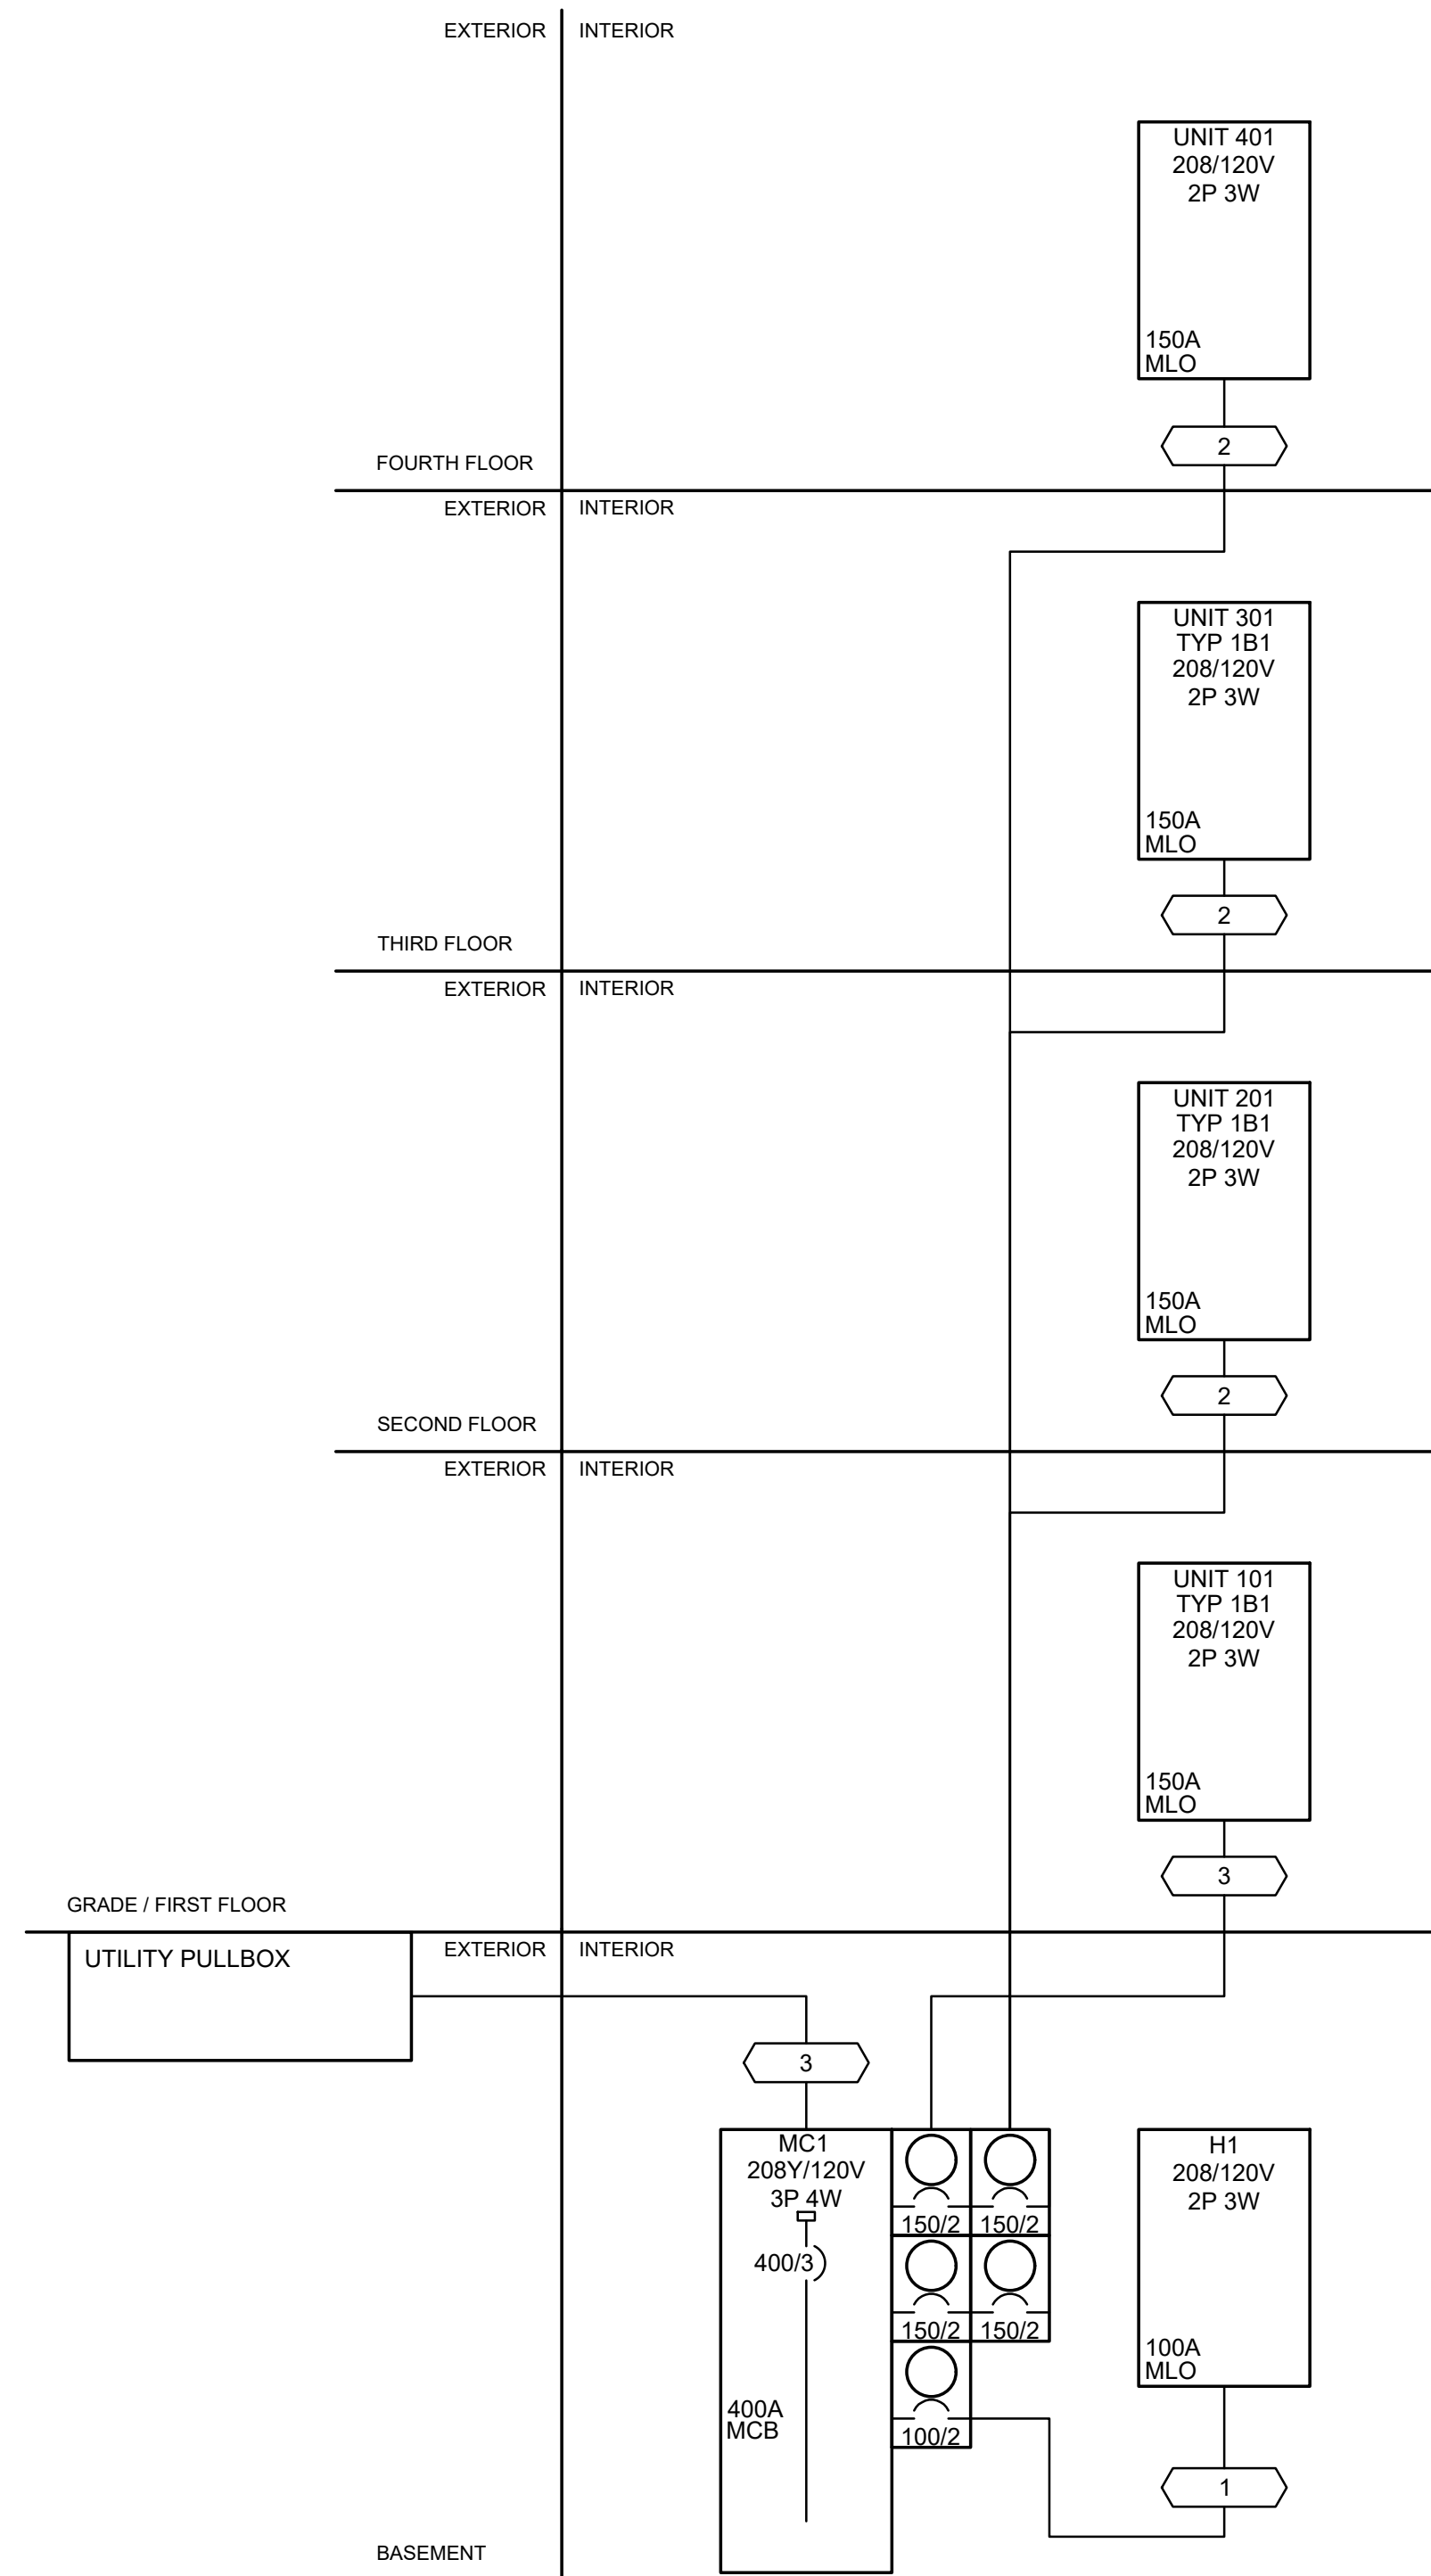 EXTERIOR
INTERIOR
UNIT 401
208/120V
2P 3W
150A
MLO
2
FOURTH FLOOR
EXTERIOR
INTERIOR
UNIT 301
TYP 1B1
208/120V
2P 3W
150A
MLO
2
THIRD FLOOR
EXTERIOR
INTERIOR
UNIT 201
TYP 1B1
208/120V
2P 3W
150A
MLO
2
SECOND FLOOR
EXTERIOR
INTERIOR
UNIT 101
TYP 1B1
208/120V
2P 3W
150A
MLO
3
GRADE / FIRST FLOOR
UTILITY PULLBOX
EXTERIOR
INTERIOR
3
MC1
208Y/120V
3P 4W
400/3
400A
MCB
150/2
150/2
150/2
150/2
100/2
H1
208/120V
2P 3W
100A
MLO
1
BASEMENT